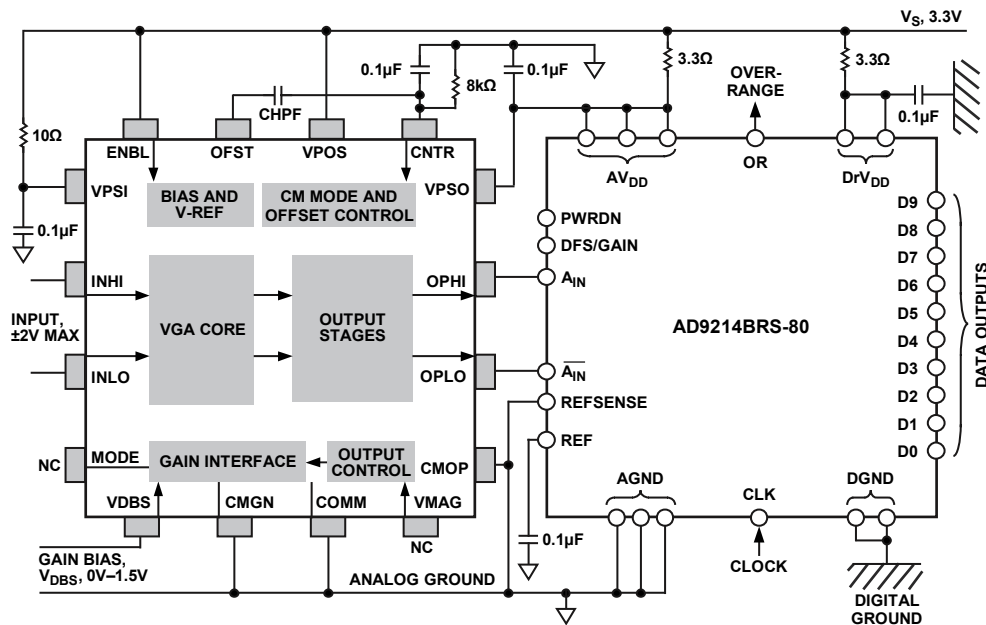 VS, 3.3V
10Ω
0.1µF
8kΩ
0.1µF
3.3Ω
OVER-
RANGE
3.3Ω
0.1µF
CHPF
ENBL
OFST
VPOS
CNTR
AVDD
OR
DrVDD
VPSI
BIAS AND
V-REF
CM MODE AND
OFFSET CONTROL
VPSO
0.1µF
PWRDN
DFS/GAIN
AIN
INHI
INPUT,
±2V MAX
INLO
VGA CORE
OUTPUT
STAGES
OPHI
OPLO
AD9214BRS-80
AIN
REFSENSE
REF
D9
D8
D7
D6
D5
D4
D3
D2
D1
D0
DATA OUTPUTS
NC
MODE
GAIN INTERFACE
OUTPUT
CONTROL
CMOP
VDBS
CMGN
COMM
VMAG
NC
AGND
CLK
DGND
0.1µF
CLOCK
GAIN BIAS,
VDBS, 0V–1.5V
ANALOG GROUND
DIGITAL
GROUND